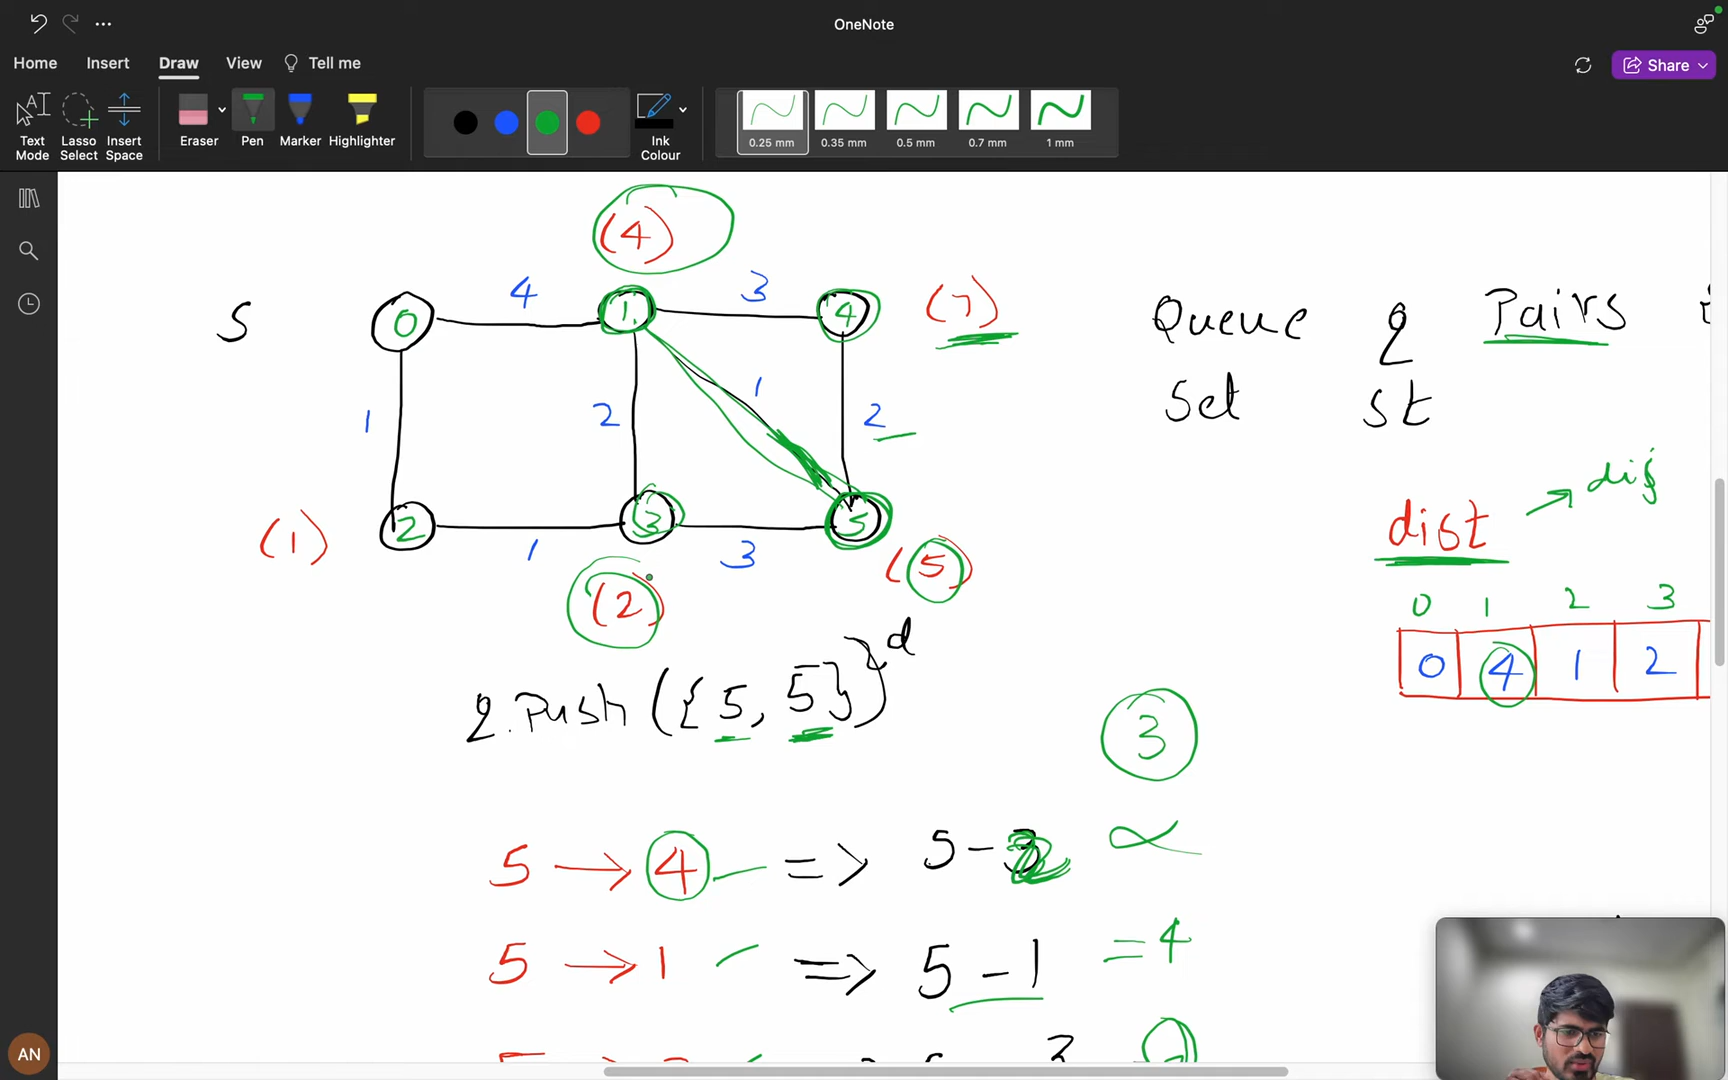 OneNote
Home Insert Draw View Tell me
Share
Text Mode
Lasso Select
Insert Space
Eraser
Pen
Marker
Highlighter
Ink Colour
0.25 mm 0.35 mm 0.5 mm 0.7 mm 1 mm
(4)
S 0 4 1 3 4 (7)
Queue q Pairs
Set st
1 2 1 2
(1) 2 1 3 3 5 (5)
(2)
dist dis
0 1 2 3
0 4 1 2
q.Push({5, 5}) d
3
5 → 4 => 5 -
5 → 1 => 5 - 1 = 4
AN